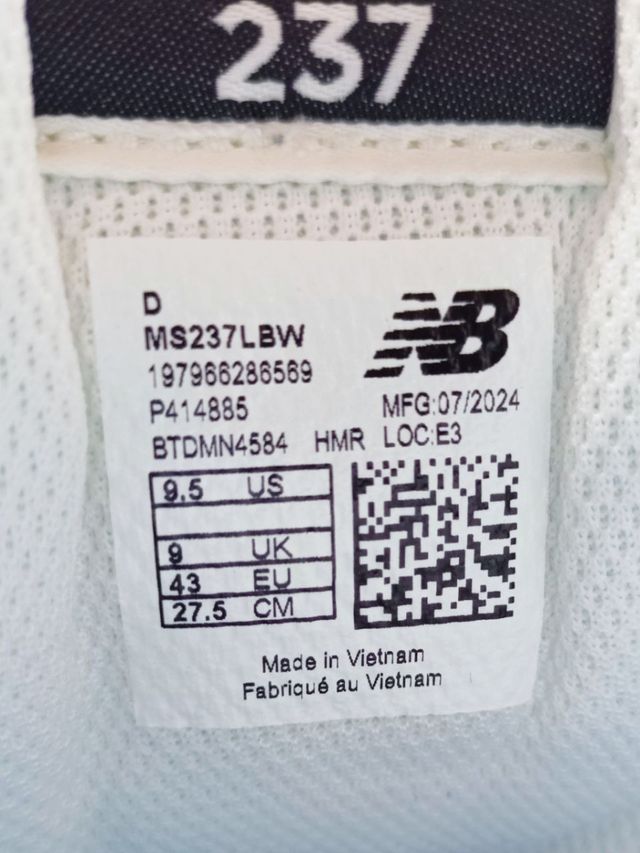 237
D
MS237LBW
NB
197966286569
P414885 MFG:07/2024
BTDMN4584 HMR LOC:E3
9.5 US
9 UK
43 EU
27.5 CM
Made in Vietnam
Fabriqué au Vietnam